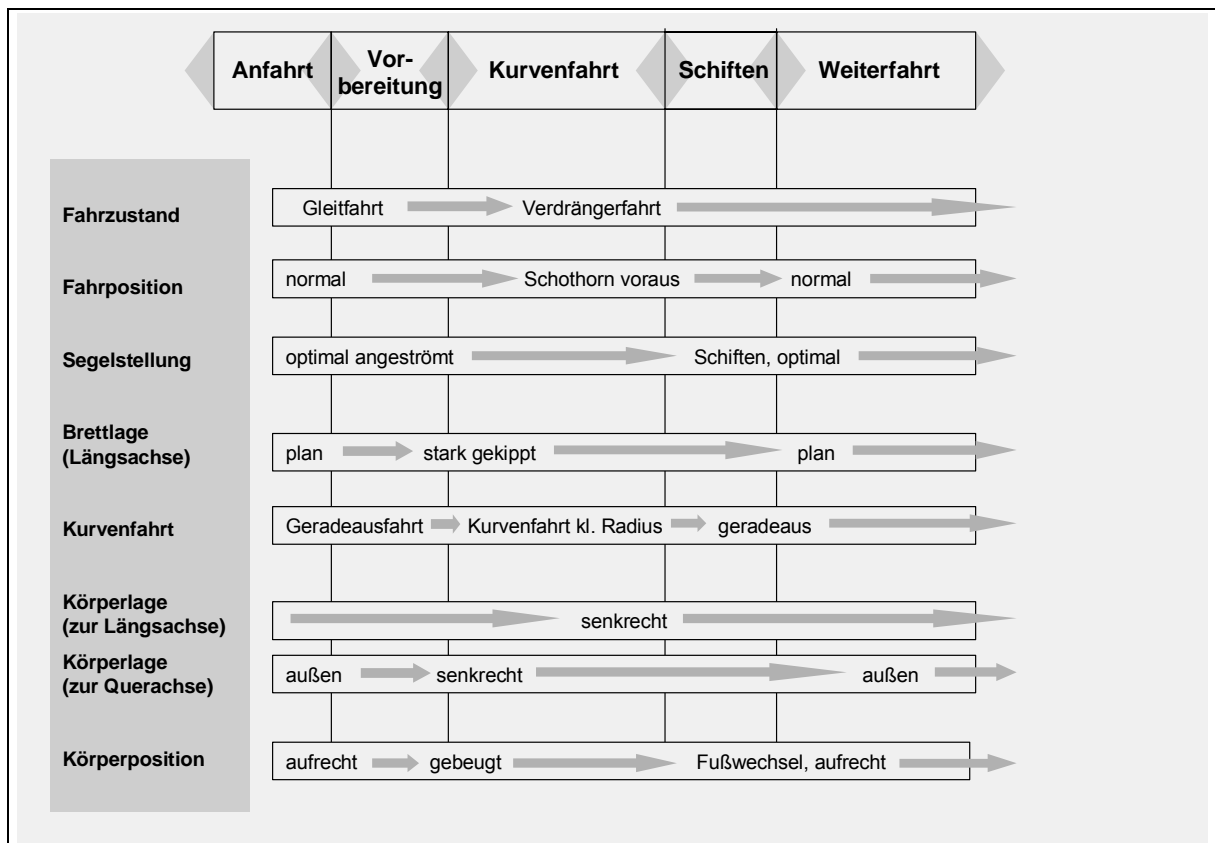 Anfahrt
Vor-
bereitung
Kurvenfahrt
Schiften
Weiterfahrt
Fahrzustand
Gleitfahrt
Verdrängerfahrt
Fahrposition
normal
Schothorn voraus
normal
Segelstellung
optimal angeströmt
Schiften, optimal
Brettlage
(Längsachse)
plan
stark gekippt
plan
Kurvenfahrt
Geradeausfahrt
Kurvenfahrt kl. Radius
geradeaus
Körperlage
(zur Längsachse)
senkrecht
Körperlage
(zur Querachse)
außen
senkrecht
außen
Körperposition
aufrecht
gebeugt
Fußwechsel, aufrecht